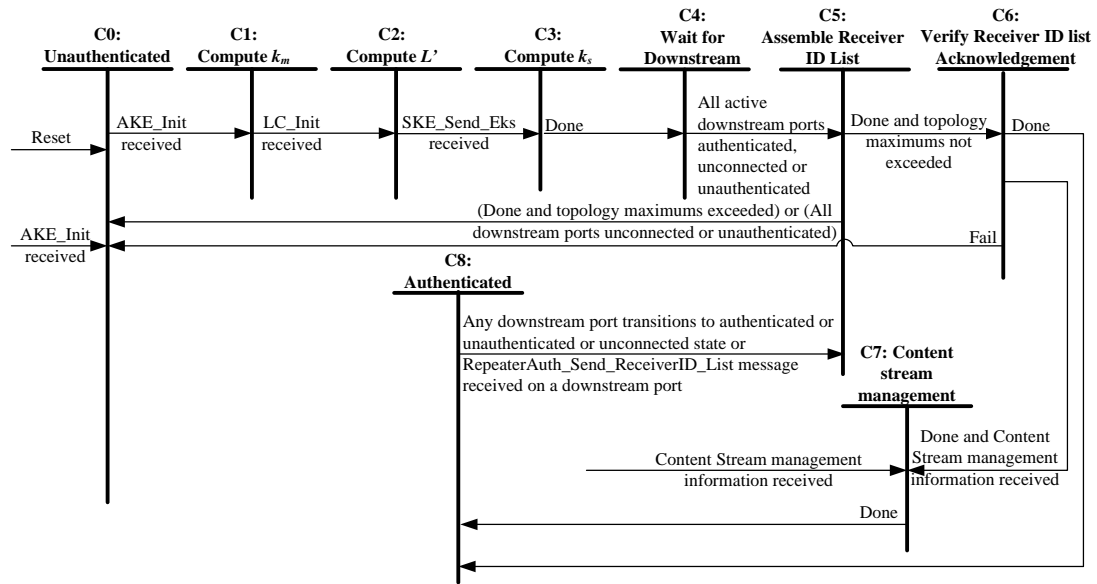 C0:
Unauthenticated
C1:
Compute km
C2:
Compute L’
C3:
Compute ks
C4:
Wait for
Downstream
C5:
Assemble Receiver
ID List
C6:
Verify Receiver ID list
Acknowledgement
Reset
AKE_Init
received
LC_Init
received
SKE_Send_Eks
received
Done
All active
downstream ports
authenticated,
unconnected or
unauthenticated
Done and topology
maximums not
exceeded
Done
(Done and topology maximums exceeded) or (All
downstream ports unconnected or unauthenticated)
AKE_Init
received
Fail
C8:
Authenticated
Any downstream port transitions to authenticated or
unauthenticated or unconnected state or
RepeaterAuth_Send_ReceiverID_List message
received on a downstream port
C7: Content
stream
management
Content Stream management
information received
Done and Content
Stream management
information received
Done